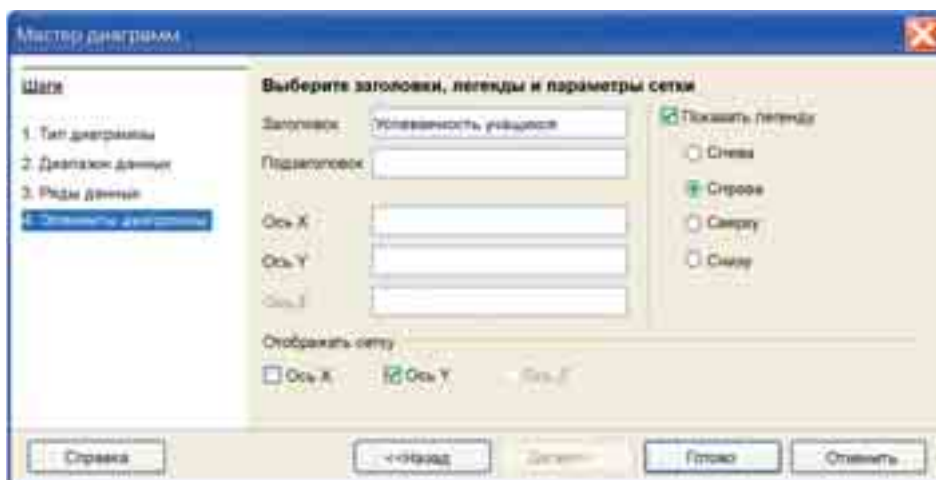 Мастер диаграмм
Шаги
1. Тип диаграммы
2. Диапазон данных
3. Ряды данных
4. Элементы диаграммы
Выберите заголовки, легенды и параметры сетки
Заголовок Успеваемость учащихся
Подзаголовок
Ось X
Ось Y
Ось Z
Показать легенду
Слева
Справа
Сверху
Снизу
Отображать сетку
Ось X Ось Y Ось Z
Справка <<Назад Далее>> Готово Отменить